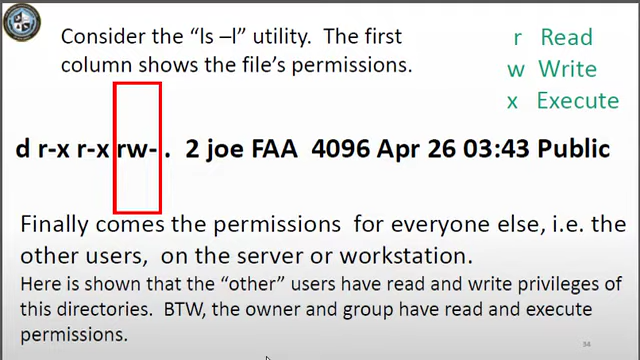 Consider the “ls –l” utility.  The first
column shows the file’s permissions.
r  Read
w  Write
x  Execute
d r-x r-x rw- .  2 joe FAA  4096 Apr 26 03:43 Public
Finally comes the permissions  for everyone else, i.e. the
other users,  on the server or workstation.
Here is shown that the “other” users have read and write privileges of
this directories.  BTW, the owner and group have read and execute
permissions.
34